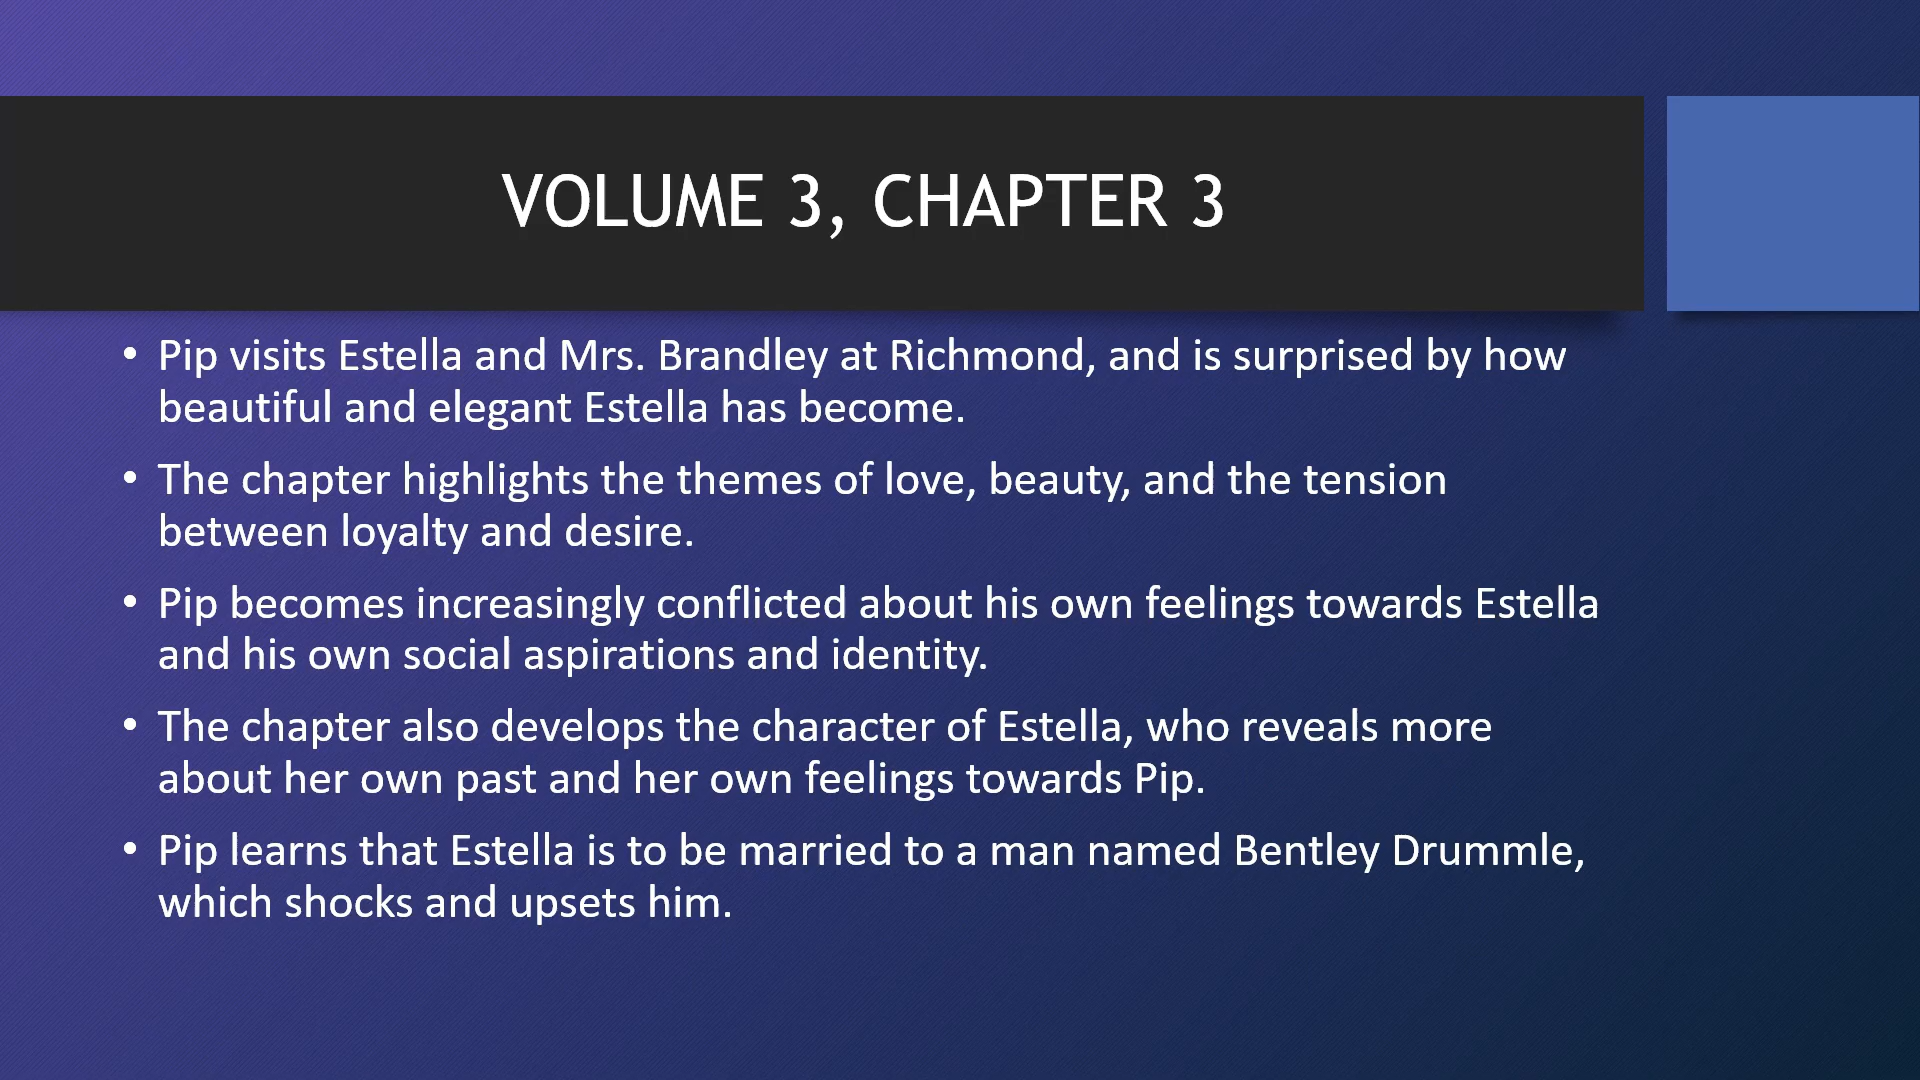 VOLUME 3, CHAPTER 3
• Pip visits Estella and Mrs. Brandley at Richmond, and is surprised by how
beautiful and elegant Estella has become.
• The chapter highlights the themes of love, beauty, and the tension
between loyalty and desire.
• Pip becomes increasingly conflicted about his own feelings towards Estella
and his own social aspirations and identity.
• The chapter also develops the character of Estella, who reveals more
about her own past and her own feelings towards Pip.
• Pip learns that Estella is to be married to a man named Bentley Drummle,
which shocks and upsets him.